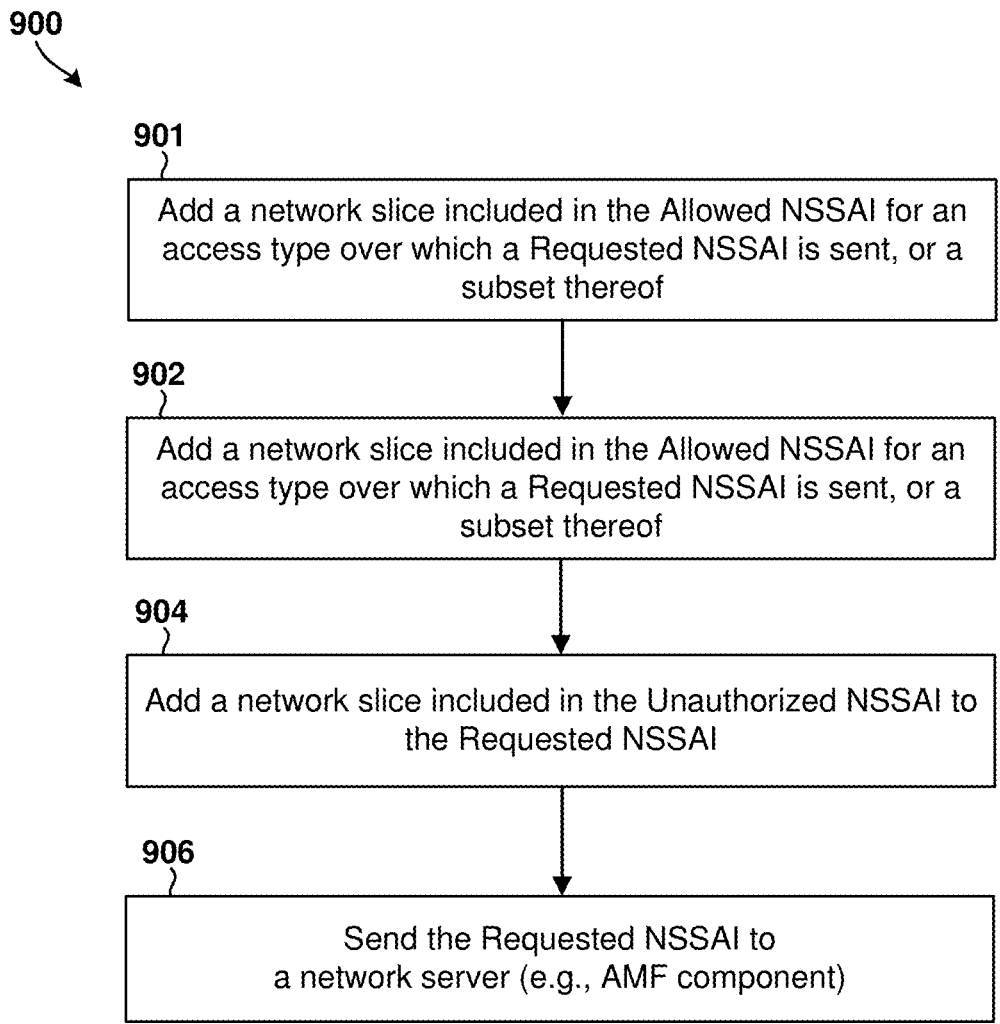 900
901
Add a network slice included in the Allowed NSSAI for an
access type over which a Requested NSSAI is sent, or a
subset thereof
902
Add a network slice included in the Allowed NSSAI for an
access type over which a Requested NSSAI is sent, or a
subset thereof
904
Add a network slice included in the Unauthorized NSSAI to
the Requested NSSAI
906
Send the Requested NSSAI to
a network server (e.g., AMF component)